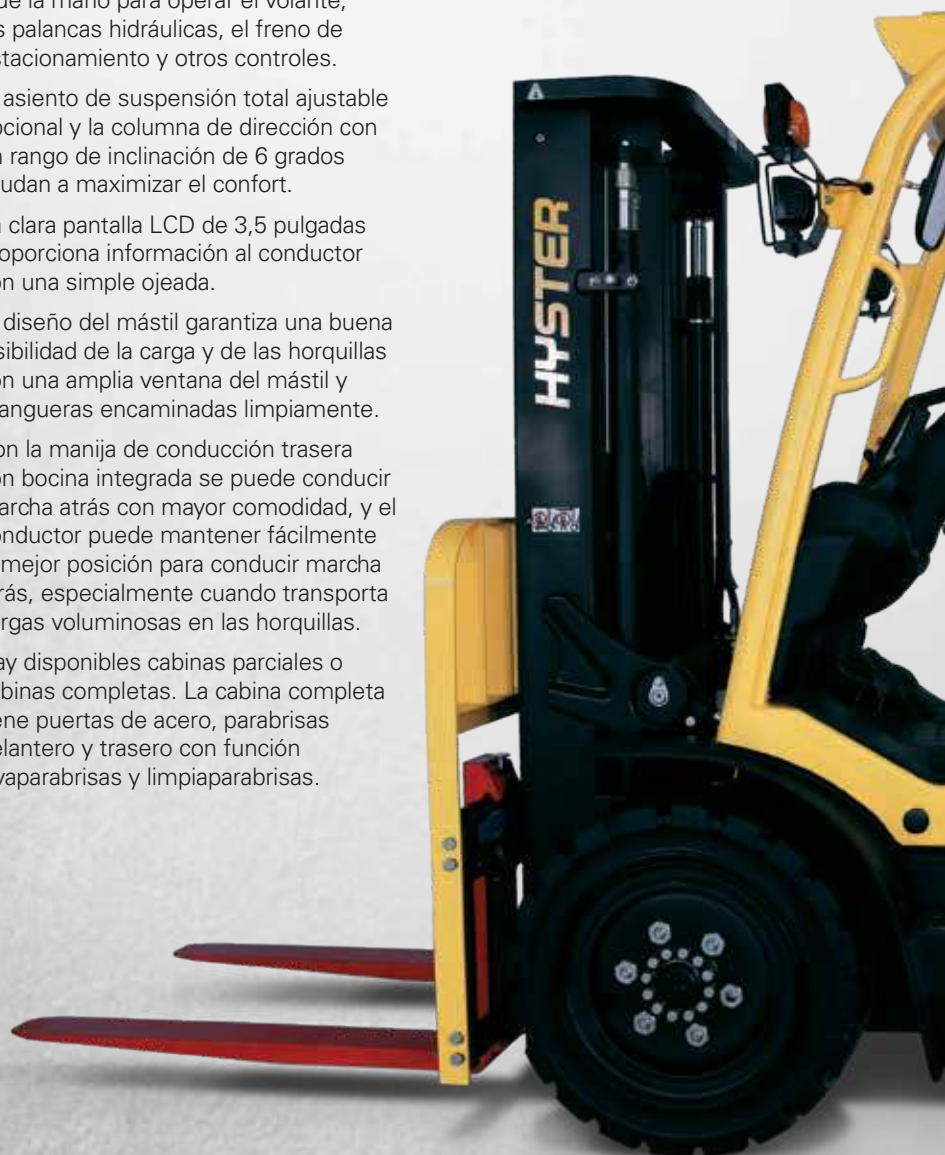 de la mano para operar el volante,
s palancas hidráulicas, el freno de
stacionamiento y otros controles.
asiento de suspensión total ajustable
pcional y la columna de dirección con
n rango de inclinación de 6 grados
udan a maximizar el confort.
a clara pantalla LCD de 3,5 pulgadas
oporciona información al conductor
on una simple ojeada.
diseño del mástil garantiza una buena
sibilidad de la carga y de las horquillas
on una amplia ventana del mástil y
angueras encaminadas limpiamente.
on la manija de conducción trasera
on bocina integrada se puede conducir
archa atrás con mayor comodidad, y el
onductor puede mantener fácilmente
mejor posición para conducir marcha
rás, especialmente cuando transporta
rgas voluminosas en las horquillas.
ay disponibles cabinas parciales o
binas completas. La cabina completa
ene puertas de acero, parabrisas
elantero y trasero con función
vaparabrisas y limpiaparabrisas.
HYSTER